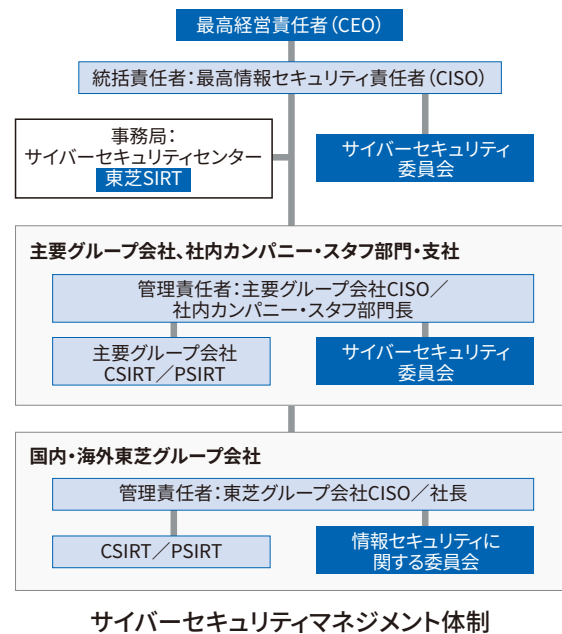 最高経営責任者(CEO)
統括責任者:最高情報セキュリティ責任者(CISO)
事務局:
サイバーセキュリティセンター
東芝SIRT
サイバーセキュリティ
委員会
主要グループ会社、社内カンパニー・スタッフ部門・支社
管理責任者:主要グループ会社CISO/
社内カンパニー・スタッフ部門長
主要グループ会社
CSIRT/PSIRT
サイバーセキュリティ
委員会
国内・海外東芝グループ会社
管理責任者:東芝グループ会社CISO/社長
CSIRT/PSIRT
情報セキュリティに
関する委員会
サイバーセキュリティマネジメント体制